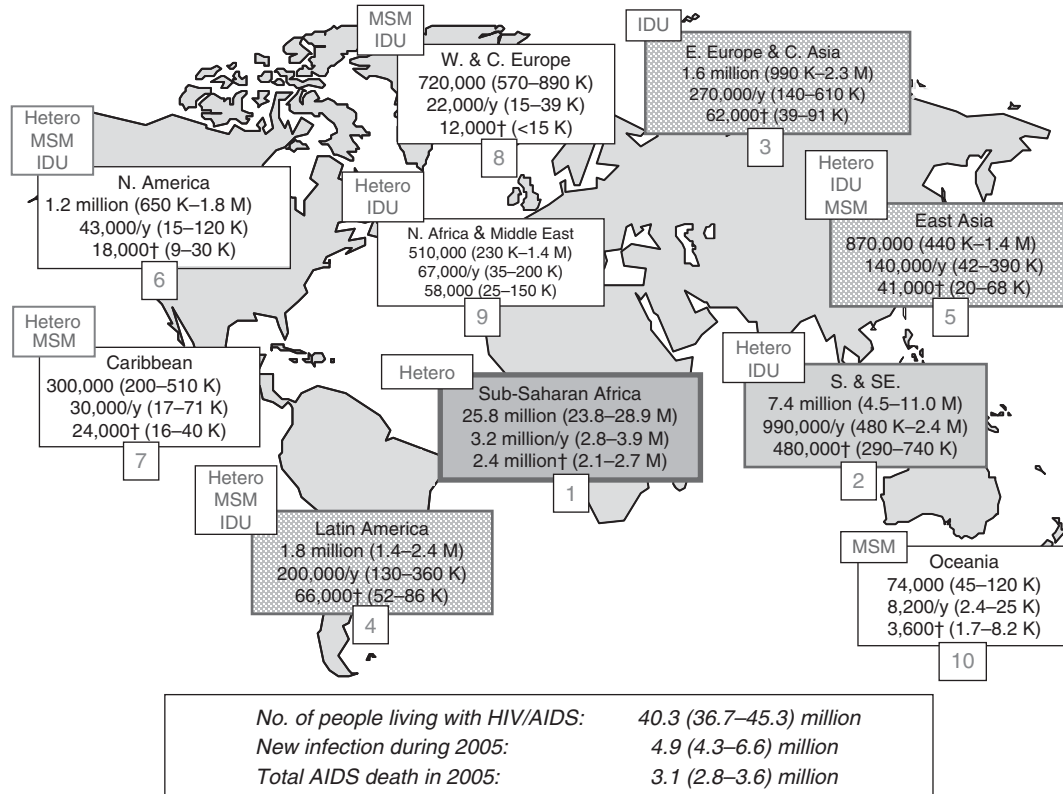 MSM
IDU
W. & C. Europe
720,000 (570–890 K)
22,000/y (15–39 K)
12,000† (<15 K)
8
IDU
E. Europe & C. Asia
1.6 million (990 K–2.3 M)
270,000/y (140–610 K)
62,000† (39–91 K)
3
Hetero
MSM
IDU
N. America
1.2 million (650 K–1.8 M)
43,000/y (15–120 K)
18,000† (9–30 K)
6
Hetero
IDU
N. Africa & Middle East
510,000 (230 K–1.4 M)
67,000/y (35–200 K)
58,000 (25–150 K)
9
Hetero
IDU
MSM
East Asia
870,000 (440 K–1.4 M)
140,000/y (42–390 K)
41,000† (20–68 K)
5
Hetero
MSM
Caribbean
300,000 (200–510 K)
30,000/y (17–71 K)
24,000† (16–40 K)
7
Hetero
Sub-Saharan Africa
25.8 million (23.8–28.9 M)
3.2 million/y (2.8–3.9 M)
2.4 million† (2.1–2.7 M)
1
Hetero
IDU
S. & SE.
7.4 million (4.5–11.0 M)
990,000/y (480 K–2.4 M)
480,000† (290–740 K)
2
Hetero
MSM
IDU
Latin America
1.8 million (1.4–2.4 M)
200,000/y (130–360 K)
66,000† (52–86 K)
4
MSM
Oceania
74,000 (45–120 K)
8,200/y (2.4–25 K)
3,600† (1.7–8.2 K)
10
No. of people living with HIV/AIDS: 40.3 (36.7–45.3) million
New infection during 2005: 4.9 (4.3–6.6) million
Total AIDS death in 2005: 3.1 (2.8–3.6) million